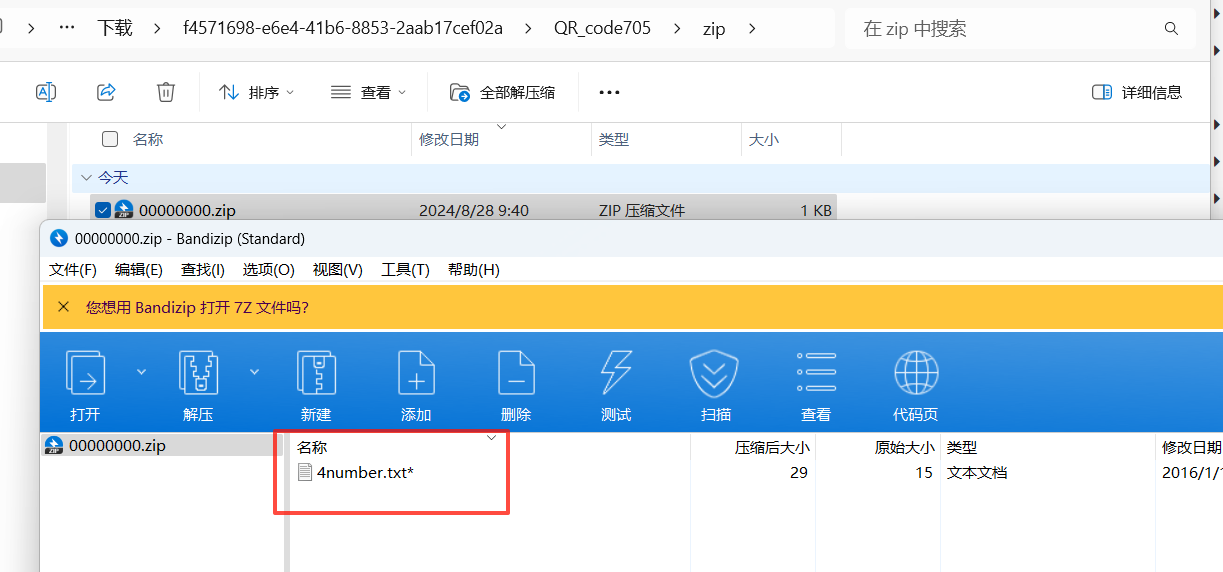 下载 f4571698-e6e4-41b6-8853-2aab17cef02a QR_code705 zip 在 zip 中搜索
排序 查看 全部解压缩 详细信息
名称 修改日期 类型 大小
今天
00000000.zip 2024/8/28 9:40 ZIP 压缩文件 1 KB
00000000.zip - Bandizip (Standard)
文件(F) 编辑(E) 查找(I) 选项(O) 视图(V) 工具(T) 帮助(H)
您想用 Bandizip 打开 7Z 文件吗?
打开 解压 新建 添加 删除 测试 扫描 查看 代码页
00000000.zip 名称 压缩后大小 原始大小 类型 修改日期
4number.txt* 29 15 文本文档 2016/1/